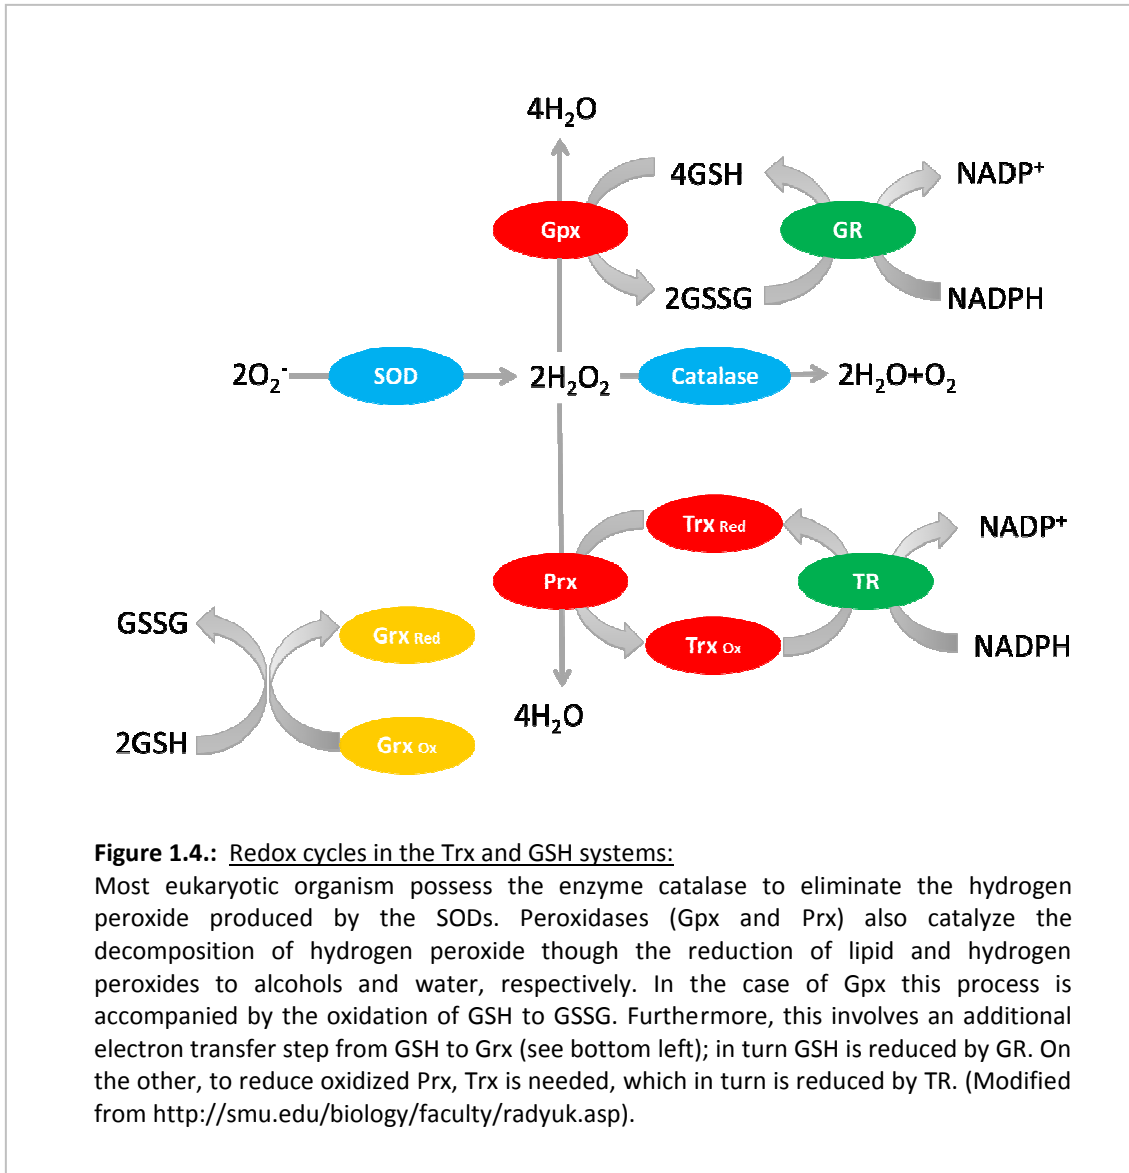 4H₂O
4GSH
NADP⁺
Gpx
GR
2GSSG
NADPH
2O₂⁻
SOD
2H₂O₂
Catalase
2H₂O+O₂
Trx Red
NADP⁺
Prx
TR
GSSG
Grx Red
Trx Ox
NADPH
4H₂O
2GSH
Grx Ox
Figure 1.4.: Redox cycles in the Trx and GSH systems:
Most eukaryotic organism possess the enzyme catalase to eliminate the hydrogen
peroxide produced by the SODs. Peroxidases (Gpx and Prx) also catalyze the
decomposition of hydrogen peroxide though the reduction of lipid and hydrogen
peroxides to alcohols and water, respectively. In the case of Gpx this process is
accompanied by the oxidation of GSH to GSSG. Furthermore, this involves an additional
electron transfer step from GSH to Grx (see bottom left); in turn GSH is reduced by GR. On
the other, to reduce oxidized Prx, Trx is needed, which in turn is reduced by TR. (Modified
from http://smu.edu/biology/faculty/radyuk.asp).